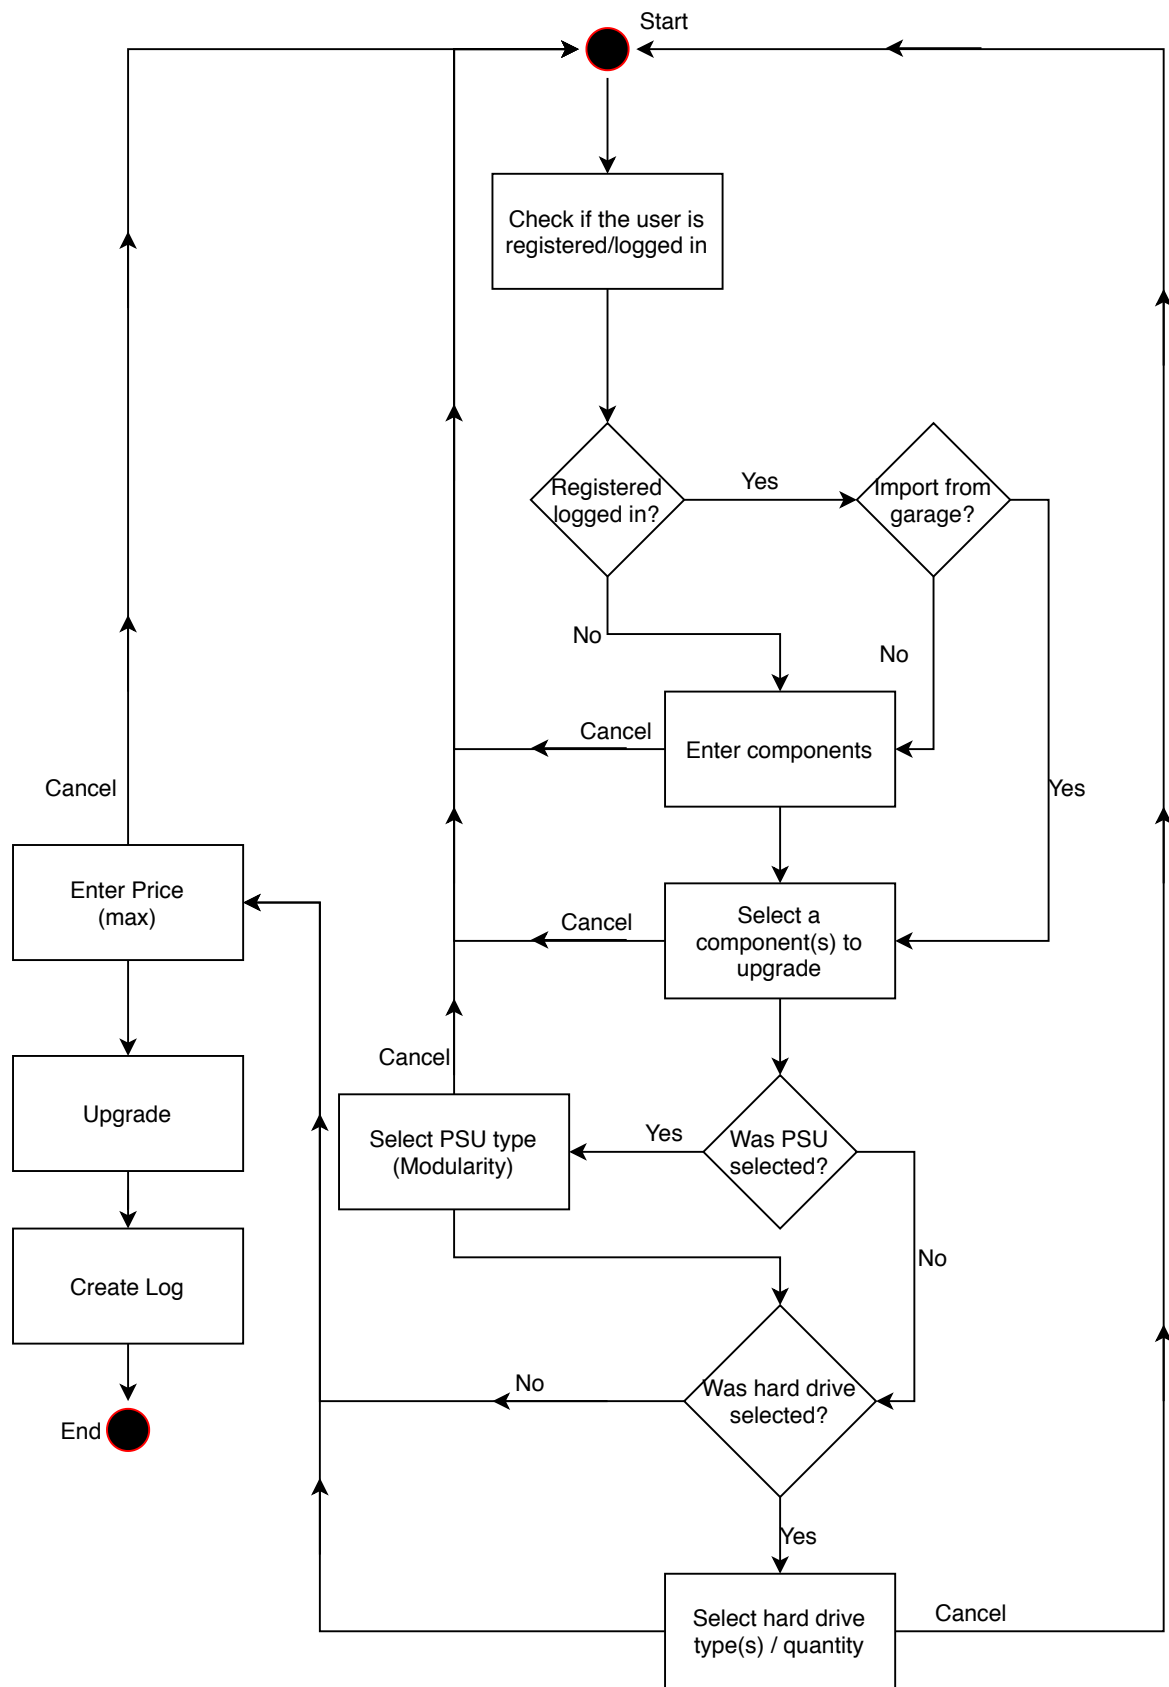 Start
Check if the user is
registered/logged in
Registered
logged in?
Yes
Import from
garage?
No
No
Cancel
Enter components
Yes
Cancel
Enter Price
(max)
Cancel
Select a
component(s) to
upgrade
Cancel
Upgrade
Select PSU type
(Modularity)
Yes
Was PSU
selected?
No
Create Log
No
Was hard drive
selected?
End
Yes
Select hard drive
type(s) / quantity
Cancel